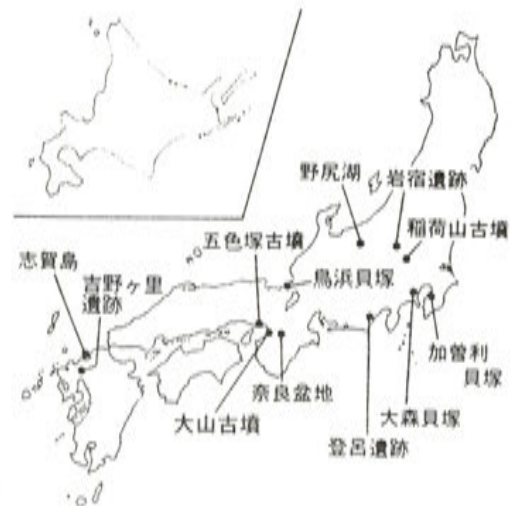 野尻湖
岩宿遺跡
稲荷山古墳
五色塚古墳
志賀島
吉野ヶ里
遺跡
鳥浜貝塚
加曽利
貝塚
奈良盆地
大山古墳
大森貝塚
登呂遺跡